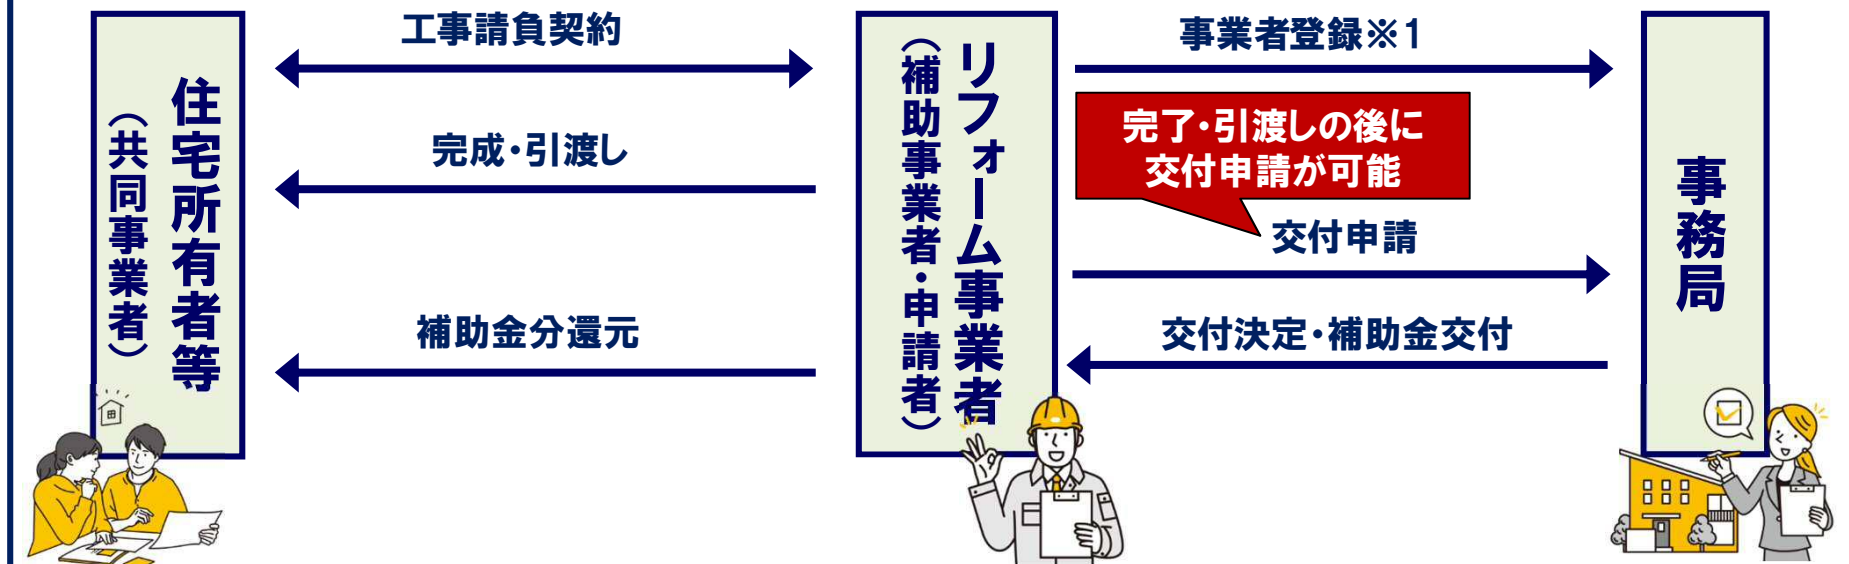 住宅所有者等
（共同事業者）
工事請負契約
完成・引渡し
補助金分還元
リフォーム事業者
（補助事業者・申請者）
事業者登録※1
完了・引渡しの後に
交付申請が可能
交付申請
交付決定・補助金交付
事務局